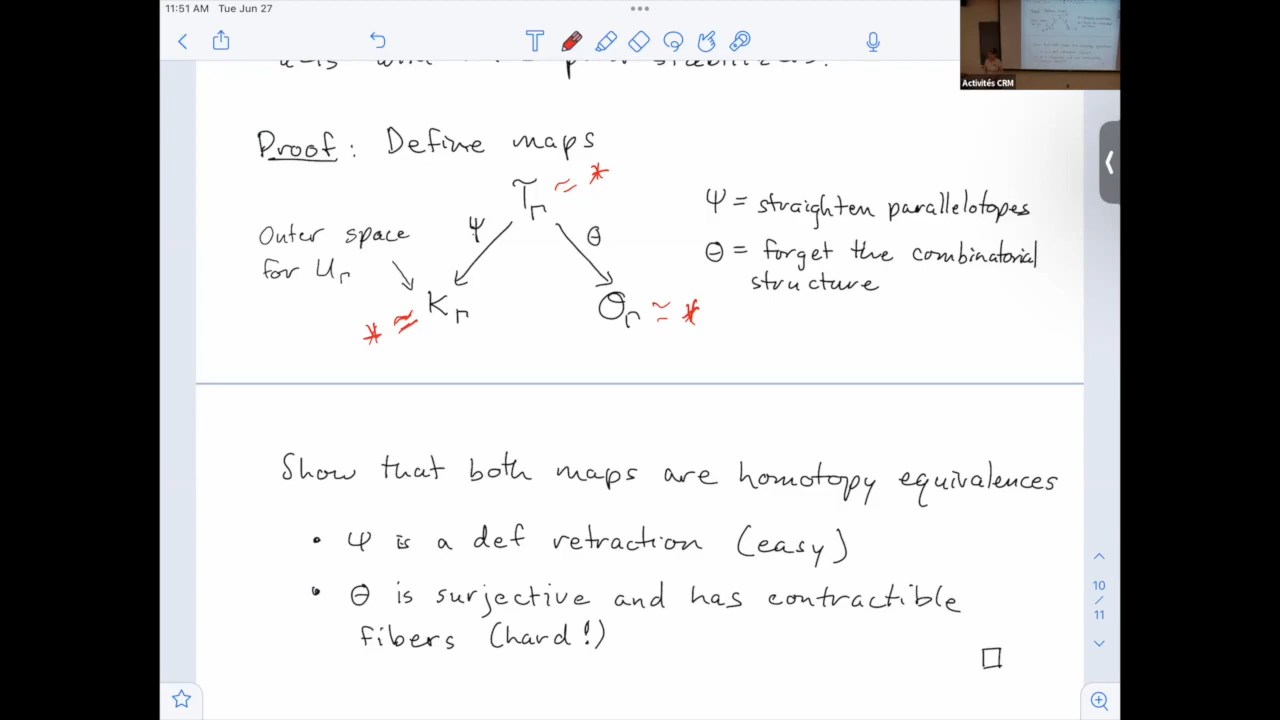 11:51 AM Tue Jun 27
Activités CRM
Proof: Define maps
T̃_Γ ≃ *
Ψ
Θ
Outer space
for U_Γ
K_Γ
* ≃
O_Γ ≃ *
Ψ = straighten parallelotopes
Θ = forget the combinatorial
structure
Show that both maps are homotopy equivalences
• Ψ is a def retraction (easy)
• Θ is surjective and has contractible
fibers (hard!)
□
10
/
11